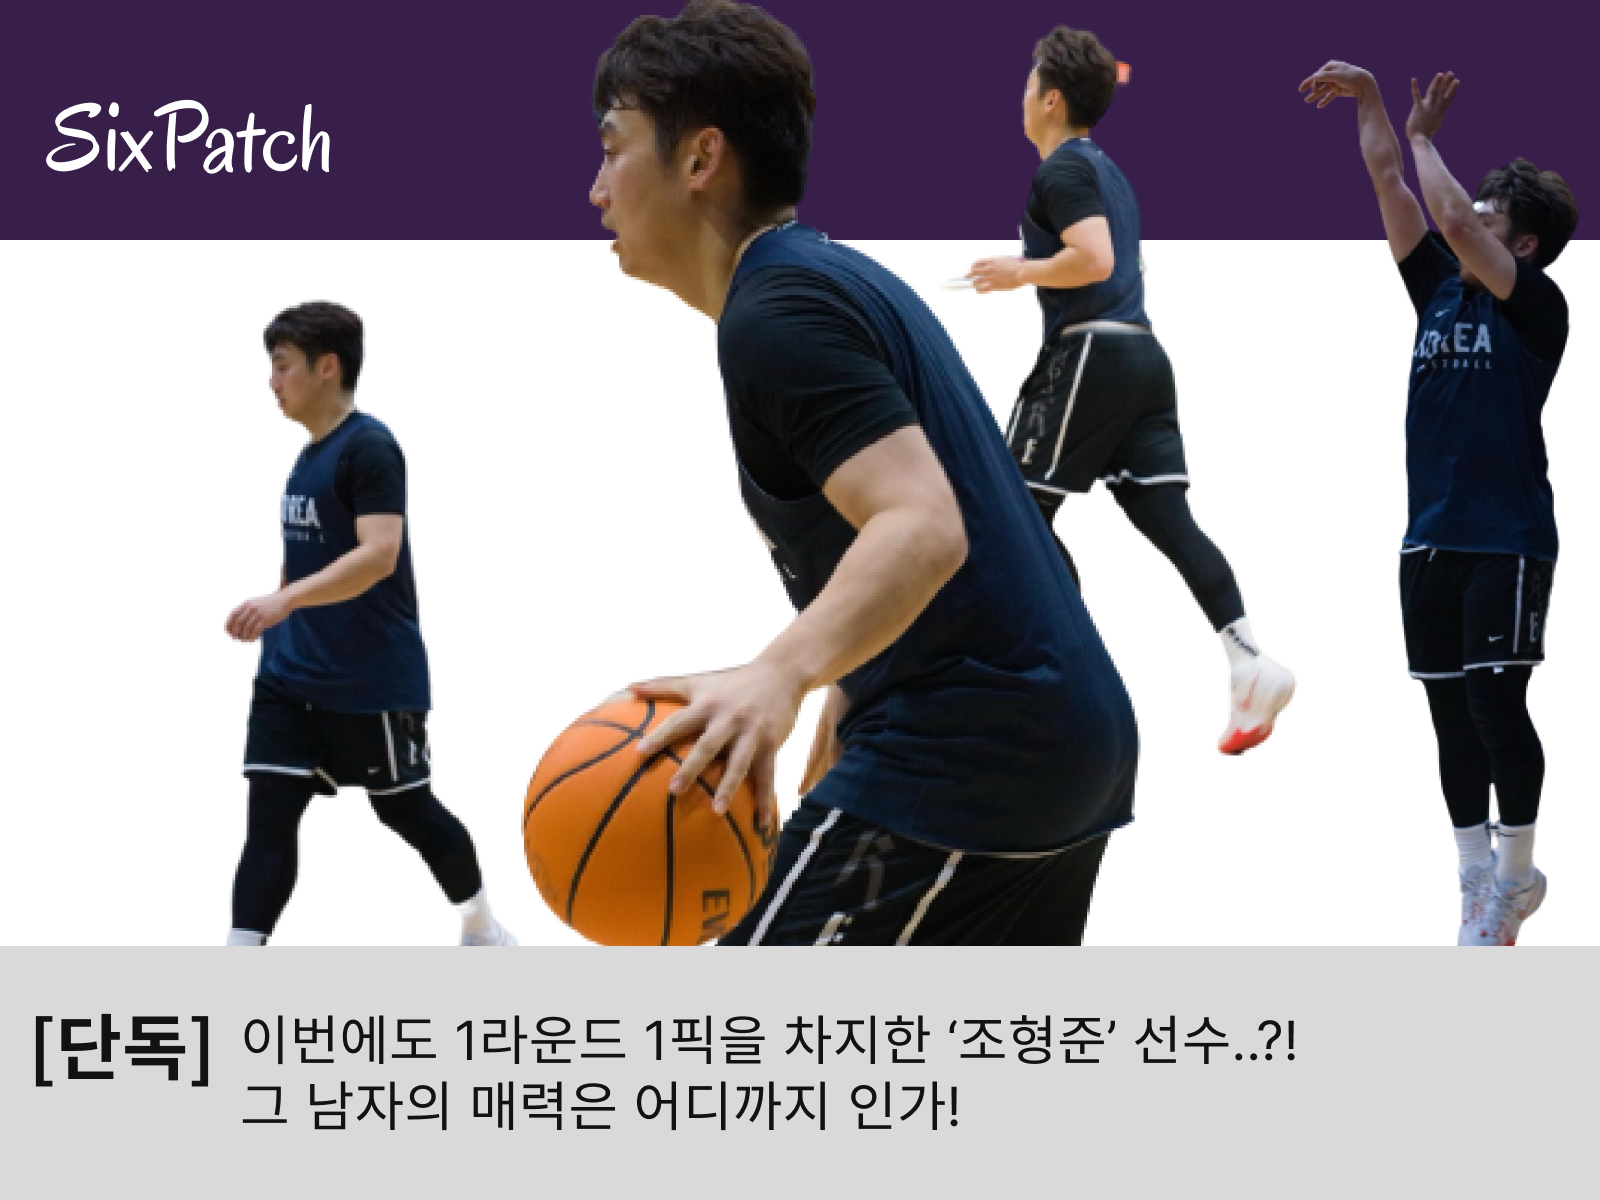 SixPatch
KOREA
[단독] 이번에도 1라운드 1픽을 차지한 ‘조형준’ 선수..?!
그 남자의 매력은 어디까지 인가!